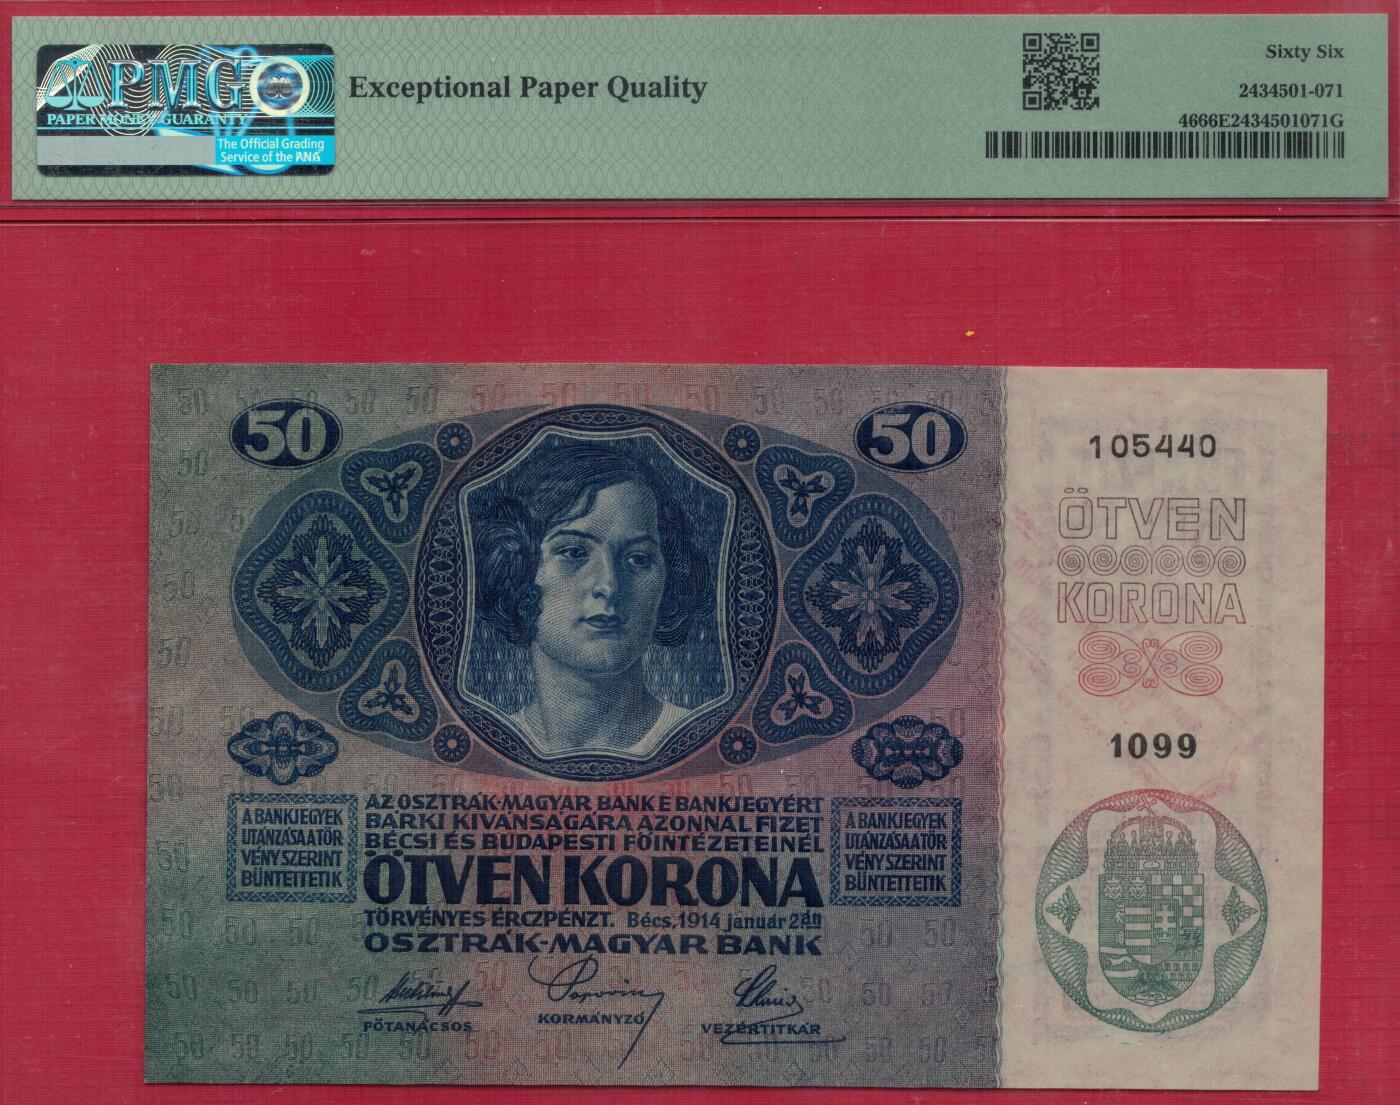 PMG
PAPER MONEY GUARANTY
The Official Grading
Service of the ANA
Exceptional Paper Quality
Sixty Six
2434501-071
4666E2434501071G
50
50
105440
ÖTVEN
KORONA
1099
A BANKJEGYEK
UTÁNZÁSA A TÖR
VÉNY SZERINT
BÜNTETTETIK
AZ OSZTRÁK-MAGYAR BANK E BANKJEGYÉRT
BÁRKI KIVÁNSÁGÁRA AZONNAL FIZET
BÉCSI ÉS BUDAPESTI FŐINTÉZETEINÉL
ÖTVEN KORONA
TÖRVÉNYES ÉRCZPÉNZT. Bécs, 1914 január 2án
OSZTRÁK-MAGYAR BANK
A BANKJEGYEK
UTÁNZÁSA A TÖR
VÉNY SZERINT
BÜNTETTETIK
FŐTANÁCSOS
KORMÁNYZÓ
VEZÉRTITKÁR